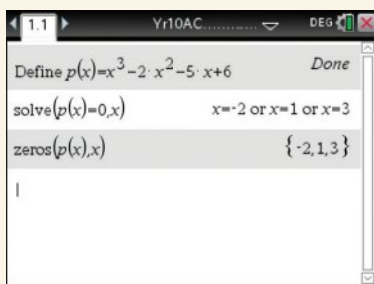 1.1 Yr10AC............ DEG
Define p(x)=x³−2·x²−5·x+6 Done
solve(p(x)=0,x) x=-2 or x=1 or x=3
zeros(p(x),x) {-2,1,3}